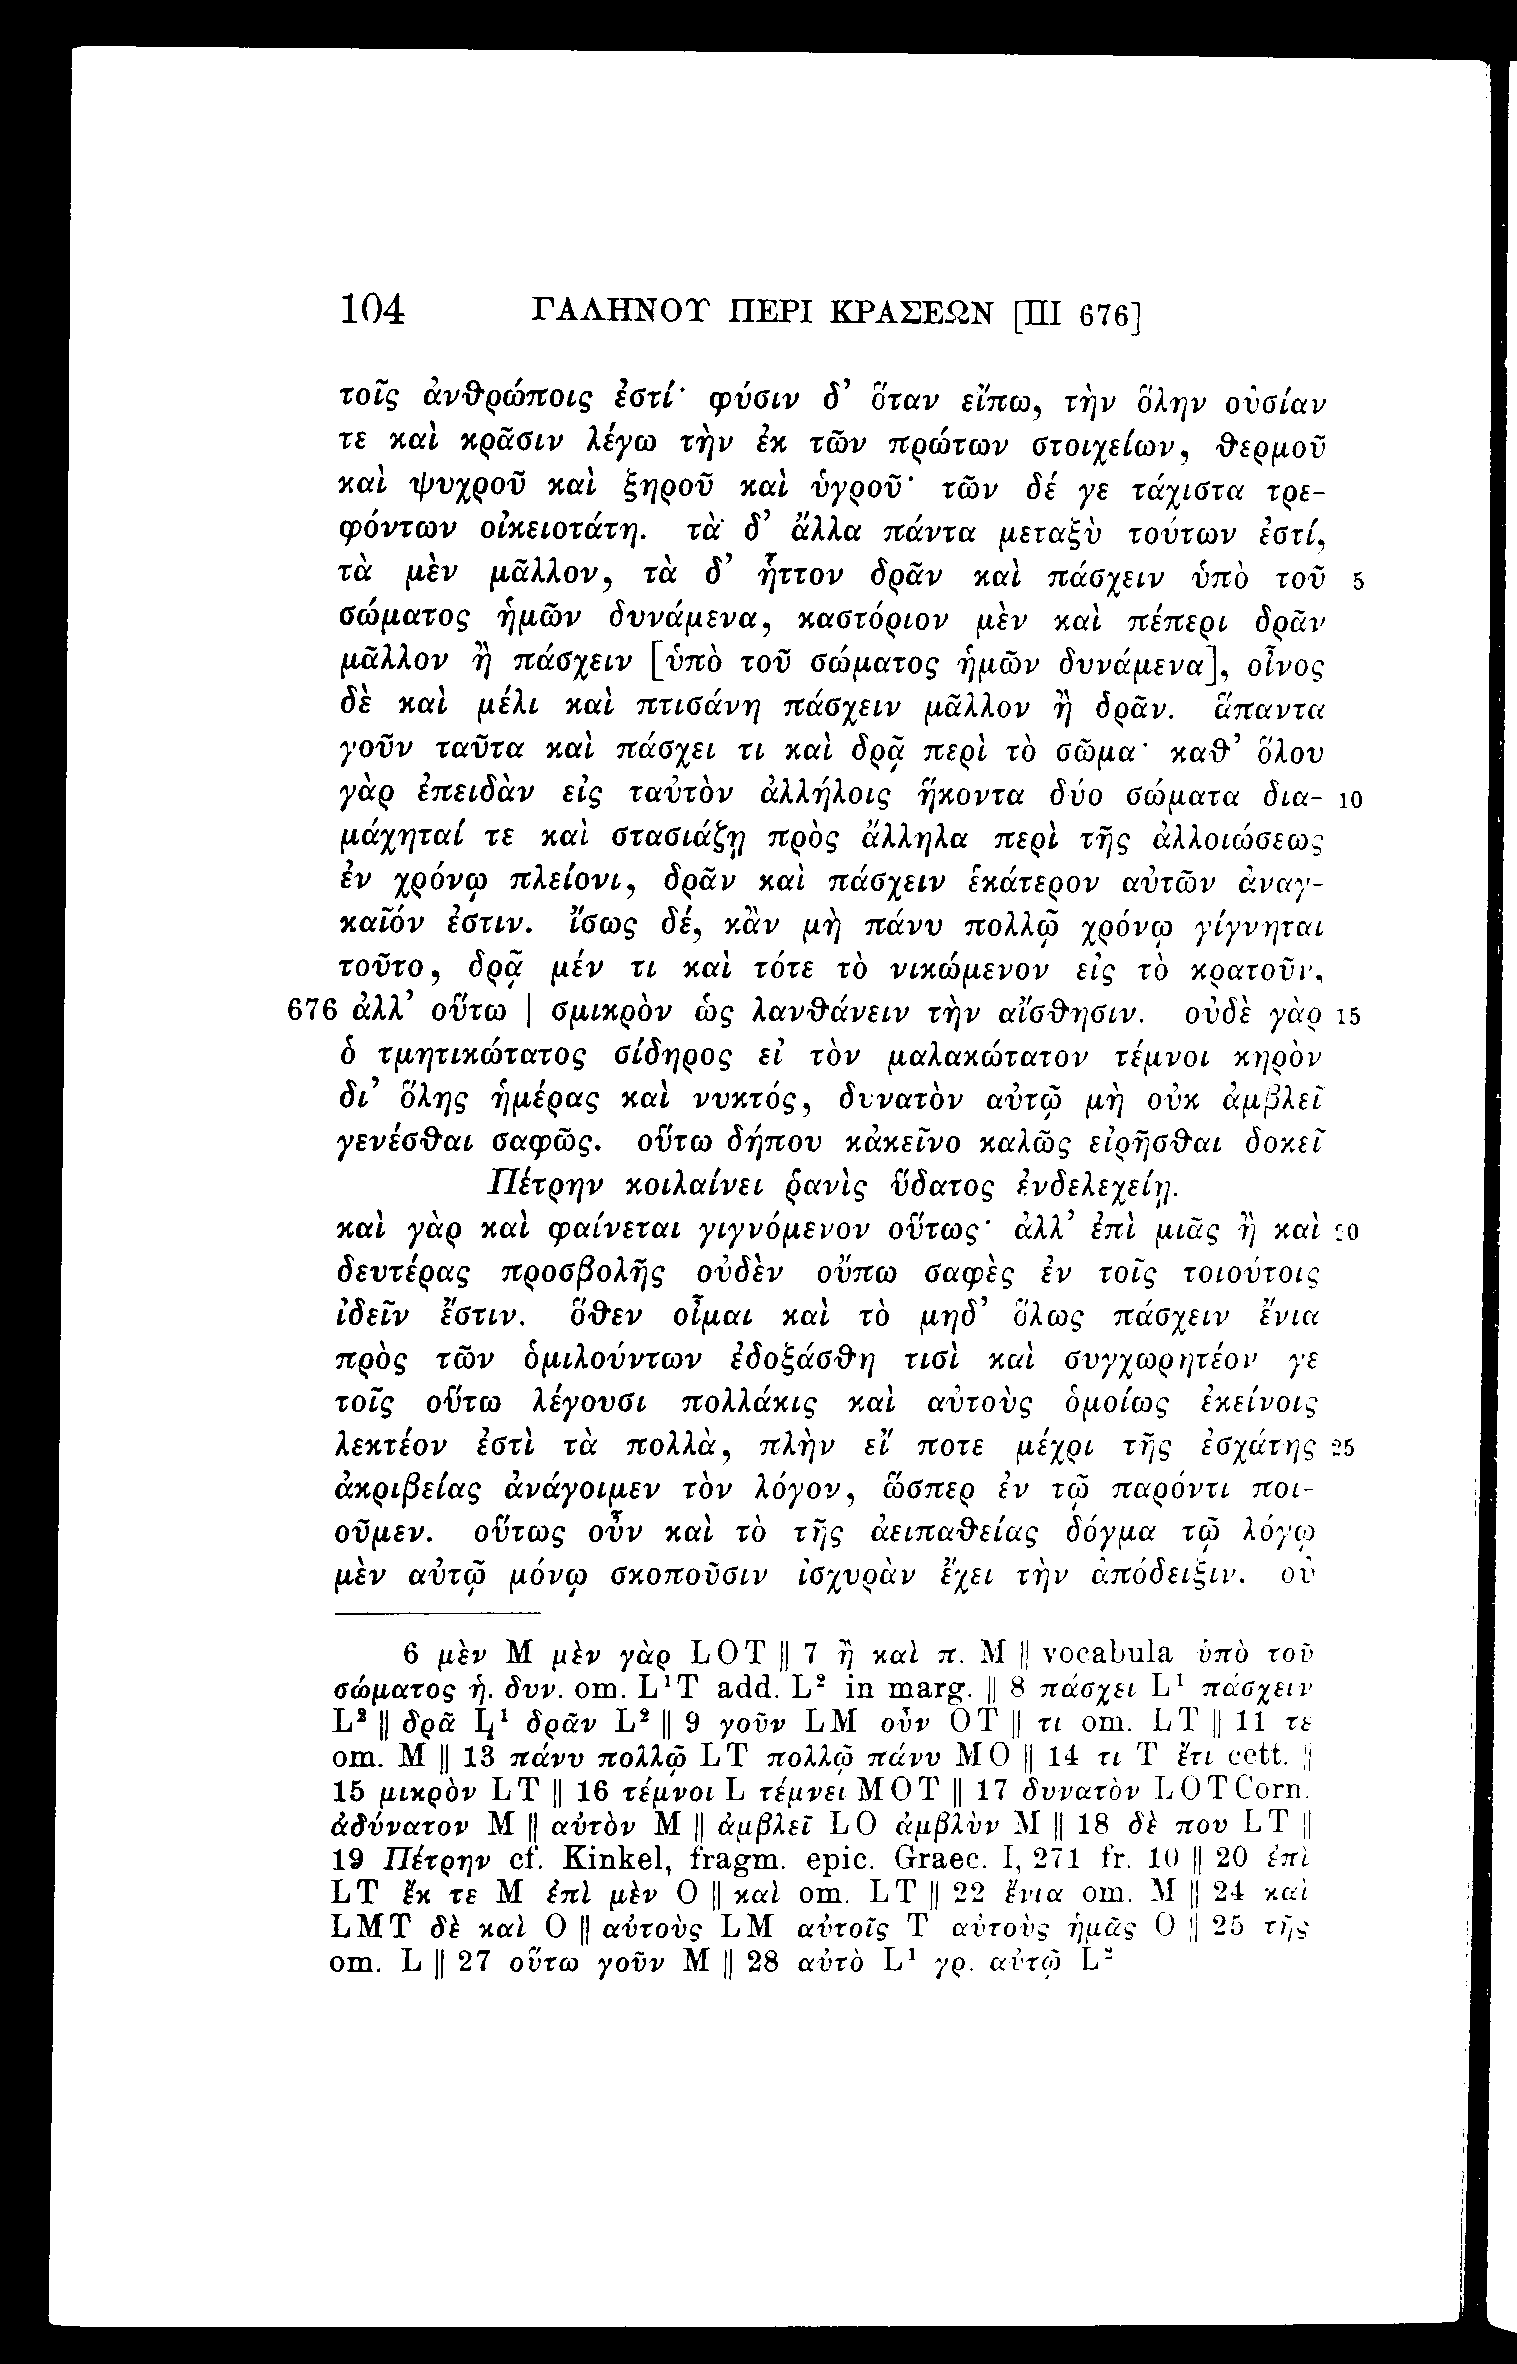 104 ΓΑΛΗΝΟΥ ΠΕΡΙ ΚΡΑΣΕΩΝ [III 676]
τοῖς ἀνθρώποις ἐστί· φύσιν δ’ ὅταν εἴπω, τὴν ὅλην οὐσίαν
τε καὶ κρᾶσιν λέγω τὴν ἐκ τῶν πρώτων στοιχείων, θερμοῦ
καὶ ψυχροῦ καὶ ξηροῦ καὶ ὑγροῦ· τῶν δέ γε τάχιστα τρε-
φόντων οἰκειοτάτη. τὰ δ’ ἄλλα πάντα μεταξὺ τούτων ἐστί,
τὰ μὲν μᾶλλον, τὰ δ’ ἧττον δρᾶν καὶ πάσχειν ὑπὸ τοῦ 5
σώματος ἡμῶν δυνάμενα, καστόριον μὲν καὶ πέπερι δρᾶν
μᾶλλον ἢ πάσχειν [ὑπὸ τοῦ σώματος ἡμῶν δυνάμενα], οἶνος
δὲ καὶ μέλι καὶ πτισάνη πάσχειν μᾶλλον ἢ δρᾶν. ἅπαντα
γοῦν ταῦτα καὶ πάσχει τι καὶ δρᾷ περὶ τὸ σῶμα· καθ’ ὅλου
γὰρ ἐπειδὰν εἰς ταὐτὸν ἀλλήλοις ἥκοντα δύο σώματα δια- 10
μάχηταί τε καὶ στασιάζῃ πρὸς ἄλληλα περὶ τῆς ἀλλοιώσεως
ἐν χρόνῳ πλείονι, δρᾶν καὶ πάσχειν ἑκάτερον αὐτῶν ἀναγ-
καῖόν ἐστιν. ἴσως δέ, κἂν μὴ πάνυ πολλῷ χρόνῳ γίγνηται
τοῦτο, δρᾷ μέν τι καὶ τότε τὸ νικώμενον εἰς τὸ κρατοῦν,
676 ἀλλ’ οὕτω | σμικρὸν ὡς λανθάνειν τὴν αἴσθησιν. οὐδὲ γὰρ 15
ὁ τμητικώτατος σίδηρος εἰ τὸν μαλακώτατον τέμνοι κηρὸν
δι’ ὅλης ἡμέρας καὶ νυκτός, δυνατὸν αὐτῷ μὴ οὐκ ἀμβλεῖ
γενέσθαι σαφῶς. οὕτω δήπου κἀκεῖνο καλῶς εἰρῆσθαι δοκεῖ
Πέτρην κοιλαίνει ῥανὶς ὕδατος ἐνδελεχείῃ.
καὶ γὰρ καὶ φαίνεται γιγνόμενον οὕτως· ἀλλ’ ἐπὶ μιᾶς ἢ καὶ 20
δευτέρας προσβολῆς οὐδὲν οὔπω σαφὲς ἐν τοῖς τοιούτοις
ἰδεῖν ἔστιν. ὅθεν οἶμαι καὶ τὸ μηδ’ ὅλως πάσχειν ἔνια
πρὸς τῶν ὁμιλούντων ἐδοξάσθη τισὶ καὶ συγχωρητέον γε
τοῖς οὕτω λέγουσι πολλάκις καὶ αὐτοὺς ὁμοίως ἐκείνοις
λεκτέον ἐστὶ τὰ πολλὰ, πλὴν εἴ ποτε μέχρι τῆς ἐσχάτης 25
ἀκριβείας ἀνάγοιμεν τὸν λόγον, ὥσπερ ἐν τῷ παρόντι ποι-
οῦμεν. οὕτως οὖν καὶ τὸ τῆς ἀειπαθείας δόγμα τῷ λόγῳ
μὲν αὐτῷ μόνῳ σκοποῦσιν ἰσχυρὰν ἔχει τὴν ἀπόδειξιν. οὐ
6 μὲν M μὲν γὰρ LOT || 7 ἢ καὶ π. M || vocabula ὑπὸ τοῦ
σώματος ἡ. δυν. om. L¹T add. L² in marg. || 8 πάσχει L¹ πάσχειν
L² || δρᾶ L¹ δρᾶν L² || 9 γοῦν LM οὖν OT || τι om. LT || 11 τε
om. M || 13 πάνυ πολλῷ LT πολλῷ πάνυ MO || 14 τι T ἔτι cett. ||
15 μικρὸν LT || 16 τέμνοι L τέμνει MOT || 17 δυνατὸν LOTCorn.
ἀδύνατον M || αὐτὸν M || ἀμβλεῖ LO ἀμβλὺν M || 18 δὲ που LT ||
19 Πέτρην cf. Kinkel, fragm. epic. Graec. I, 271 fr. 10 || 20 ἐπὶ
LT ἔκ τε M ἐπὶ μὲν O || καὶ om. LT || 22 ἔνια om. M || 24 καὶ
LMT δὲ καὶ O || αὐτοὺς LM αὐτοῖς T αὐτοὺς ἡμᾶς O || 25 τῆς
om. L || 27 οὕτω γοῦν M || 28 αὐτὸ L¹ γρ. αὐτῷ L²